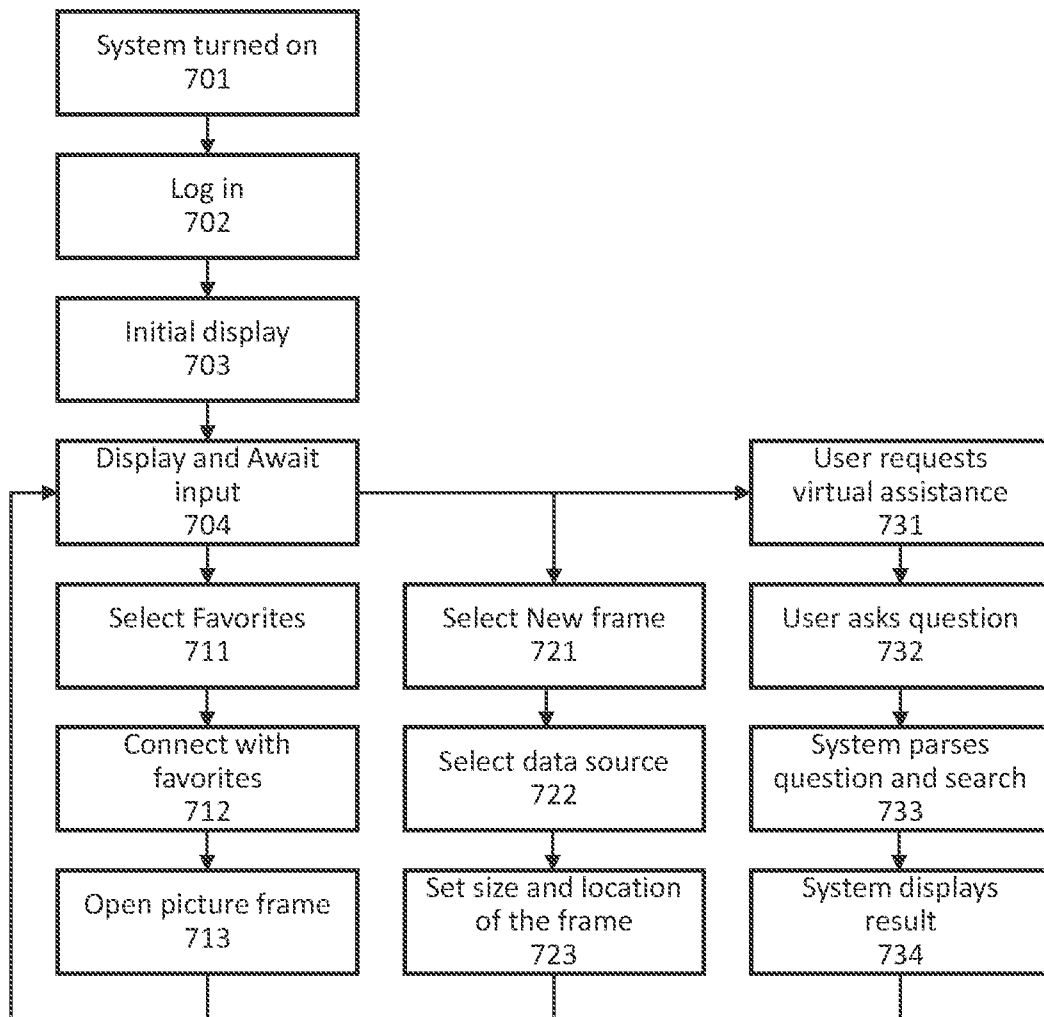 System turned on
701
Log in
702
Initial display
703
Display and Await
input
704
User requests
virtual assistance
731
Select Favorites
711
Select New frame
721
User asks question
732
Connect with
favorites
712
Select data source
722
System parses
question and search
733
Open picture frame
713
Set size and location
of the frame
723
System displays
result
734